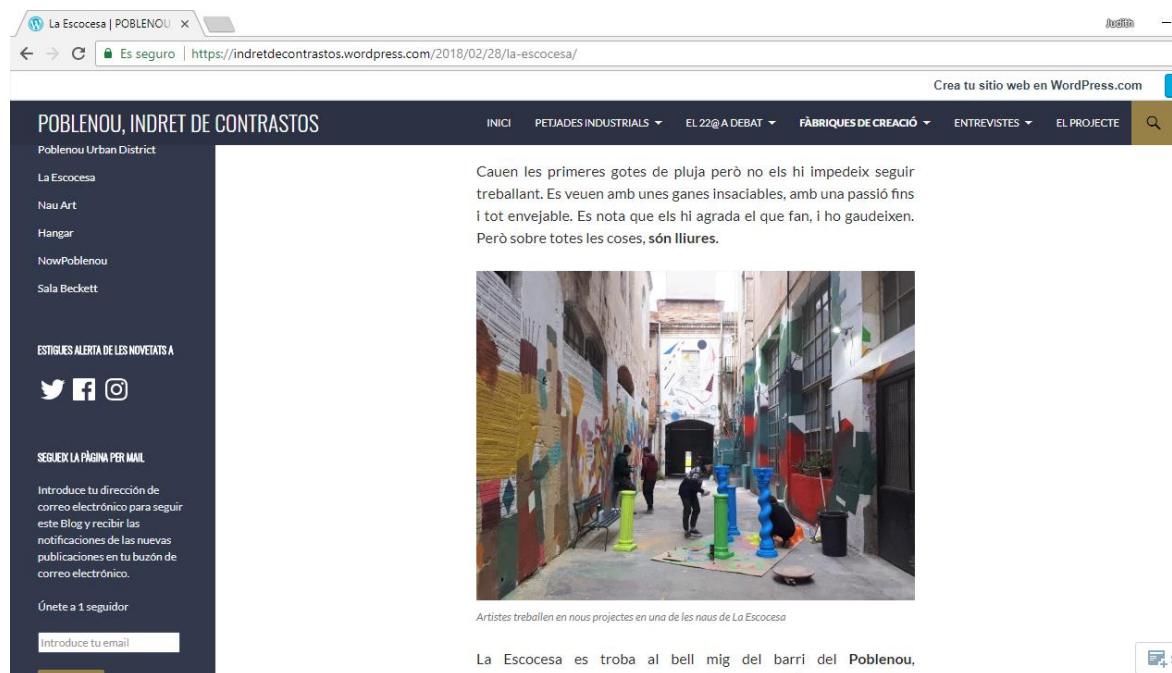 La Escocesa | POBLENOU
Judith
Es seguro | https://indretdecontrastos.wordpress.com/2018/02/28/la-escocesa/
Crea tu sitio web en WordPress.com
POBLENOU, INDRET DE CONTRASTOS
INICI PETJADES INDUSTRIALS EL 22@ A DEBAT FÀBRIQUES DE CREACIÓ ENTREVISTES EL PROJECTE
Poblenou Urban District
La Escocesa
Nau Art
Hangar
NowPoblenou
Sala Beckett
ESTIGUES ALERTA DE LES NOVETATS A
SEGUEIX LA PÀGINA PER MAIL
Introduce tu dirección de
correo electrónico para seguir
este Blog y recibir las
notificaciones de las nuevas
publicaciones en tu buzón de
correo electrónico.
Únete a 1 seguidor
Introduce tu email
Cauen les primeres gotes de pluja però no els hi impedeix seguir
treballant. Es veuen amb unes ganes insaciables, amb una passió fins
i tot envejable. Es nota que els hi agrada el que fan, i ho gaudeixen.
Però sobre totes les coses, són lliures.
Artistes treballen en nous projectes en una de les naus de La Escocesa
La Escocesa es troba al bell mig del barri del Poblenou,